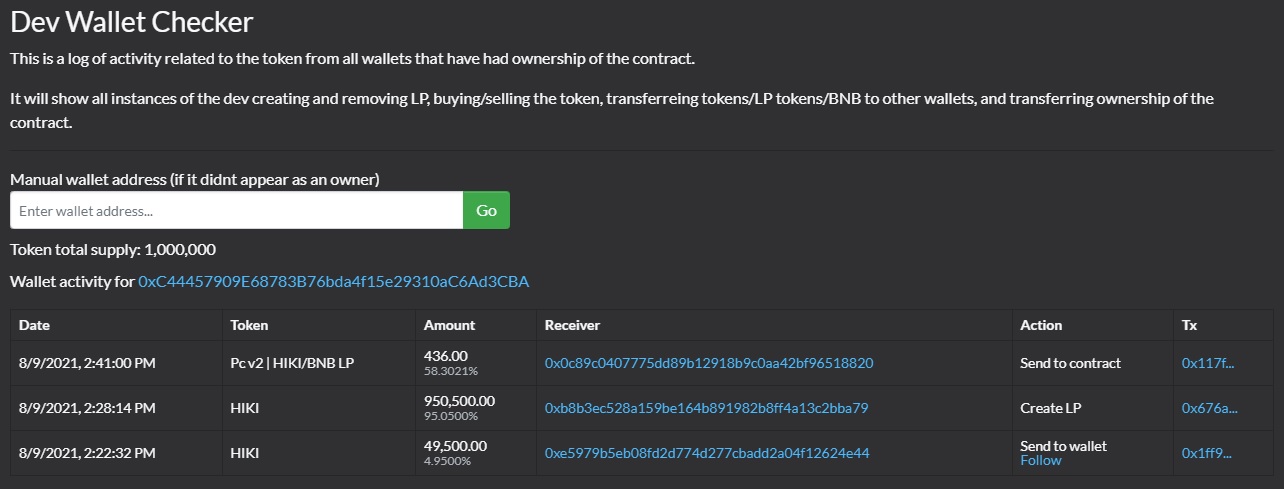 Dev Wallet Checker
This is a log of activity related to the token from all wallets that have had ownership of the contract.
It will show all instances of the dev creating and removing LP, buying/selling the token, transferreing tokens/LP tokens/BNB to other wallets, and transferring ownership of the
contract.
Manual wallet address (if it didnt appear as an owner)
Enter wallet address... Go
Token total supply: 1,000,000
Wallet activity for 0xC44457909E68783B76bda4f15e29310aC6Ad3CBA
Date Token Amount Receiver Action Tx
8/9/2021, 2:41:00 PM Pc v2 | HIKI/BNB LP 436.00 0x0c89c0407775dd89b12918b9c0aa42bf96518820 Send to contract 0x117f...
58.3021%
8/9/2021, 2:28:14 PM HIKI 950,500.00 0xb8b3ec528a159be164b891982b8ff4a13c2bba79 Create LP 0x676a...
95.0500%
8/9/2021, 2:22:32 PM HIKI 49,500.00 0xe5979b5eb08fd2d774d277cbadd2a04f12624e44 Send to wallet 0x1ff9...
4.9500% Follow